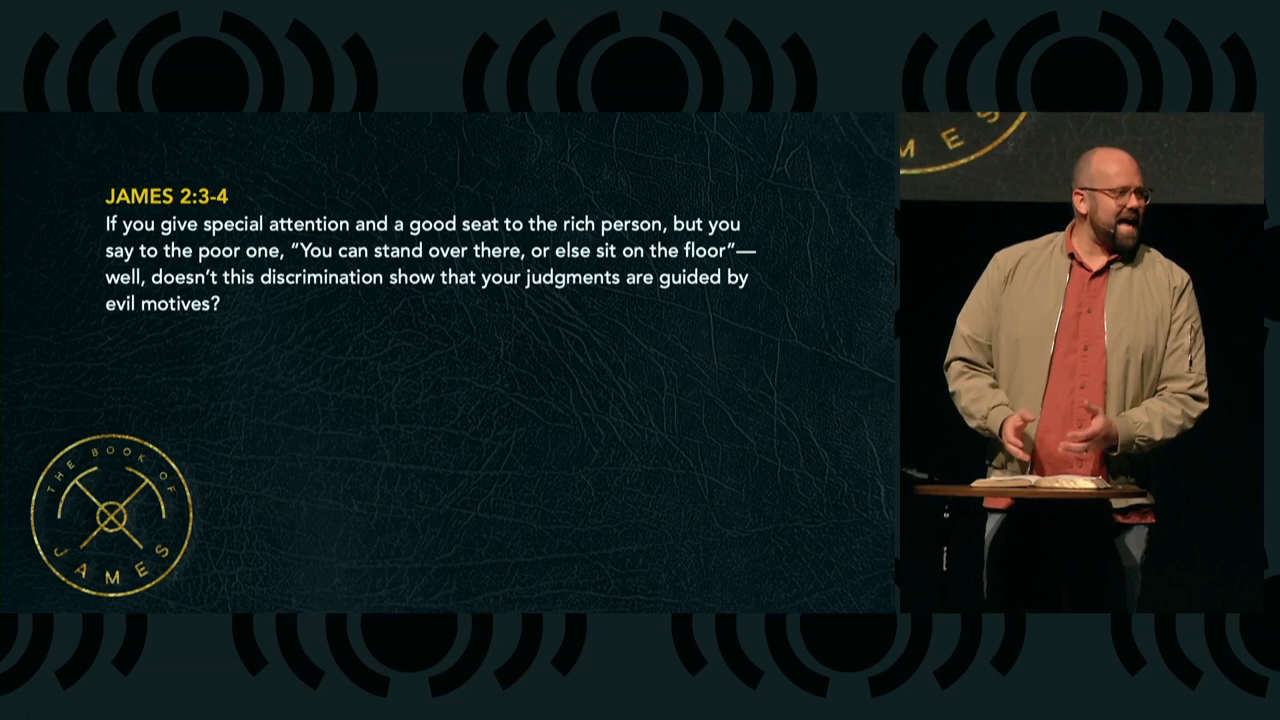 JAMES 2:3-4
If you give special attention and a good seat to the rich person, but you
say to the poor one, “You can stand over there, or else sit on the floor”—
well, doesn’t this discrimination show that your judgments are guided by
evil motives?
THE BOOK OF
JAMES
MES